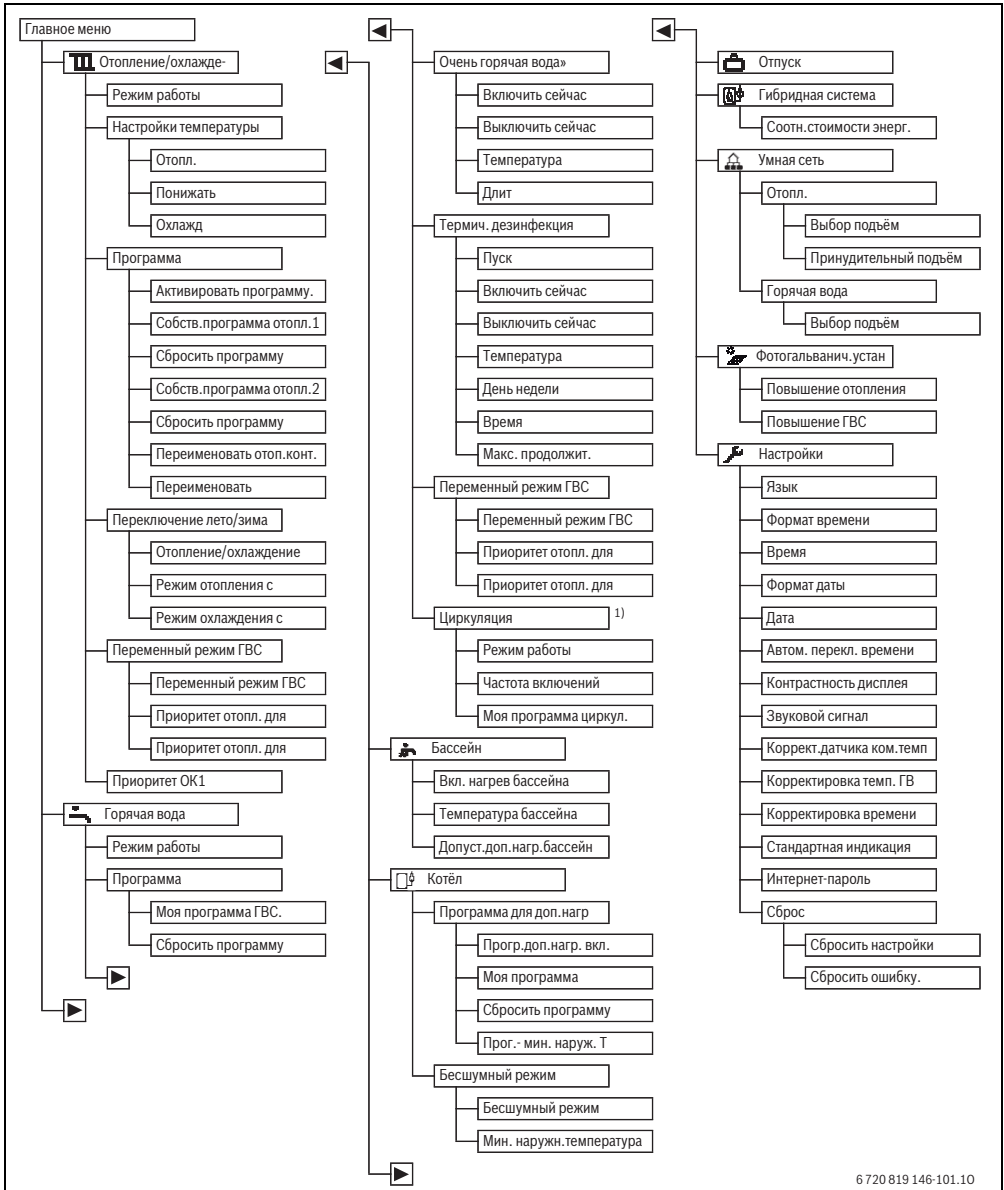 Главное меню
Отопление/охлажде-
Режим работы
Настройки температуры
Отопл.
Понижать
Охлажд
Программа
Активировать программу.
Собств.программа отопл.1
Сбросить программу
Собств.программа отопл.2
Сбросить программу
Переименовать отоп.конт.
Переименовать
Переключение лето/зима
Отопление/охлаждение
Режим отопления с
Режим охлаждения с
Переменный режим ГВС
Переменный режим ГВС
Приоритет отопл. для
Приоритет отопл. для
Приоритет ОК1
Горячая вода
Режим работы
Программа
Моя программа ГВС.
Сбросить программу
Очень горячая вода»
Включить сейчас
Выключить сейчас
Температура
Длит
Термич. дезинфекция
Пуск
Включить сейчас
Выключить сейчас
Температура
День недели
Время
Макс. продолжит.
Переменный режим ГВС
Переменный режим ГВС
Приоритет отопл. для
Приоритет отопл. для
Циркуляция 1)
Режим работы
Частота включений
Моя программа циркул.
Бассейн
Вкл. нагрев бассейна
Температура бассейна
Допуст.доп.нагр.бассейн
Котёл
Программа для доп.нагр
Прогр.доп.нагр. вкл.
Моя программа
Сбросить программу
Прог.- мин. наруж. Т
Бесшумный режим
Бесшумный режим
Мин. наружн.температура
Отпуск
Гибридная система
Соотн.стоимости энерг.
Умная сеть
Отопл.
Выбор подъём
Принудительный подъём
Горячая вода
Выбор подъём
Фотогальванич.устан
Повышение отопления
Повышение ГВС
Настройки
Язык
Формат времени
Время
Формат даты
Дата
Автом. перекл. времени
Контрастность дисплея
Звуковой сигнал
Коррект.датчика ком.темп
Корректировка темп. ГВ
Корректировка времени
Стандартная индикация
Интернет-пароль
Сброс
Сбросить настройки
Сбросить ошибку.
6 720 819 146-101.1O